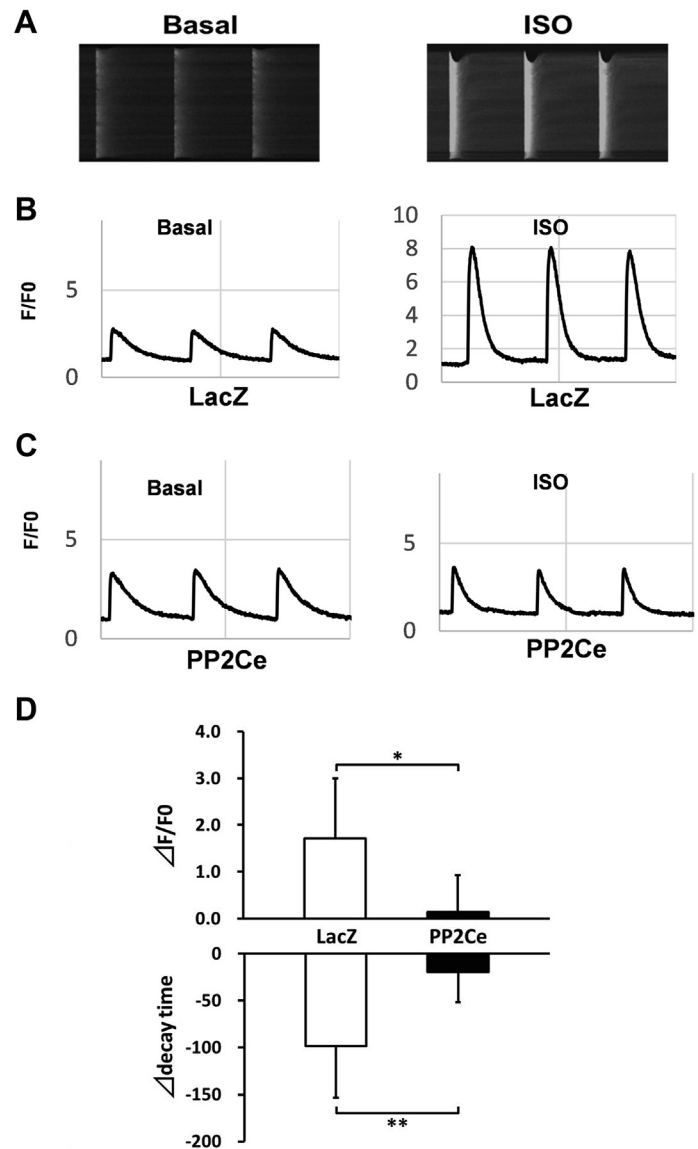 A
Basal
ISO
B
Basal
ISO
F/F0
5
0
10
8
6
4
2
0
LacZ
LacZ
C
Basal
ISO
F/F0
5
0
5
0
PP2Ce
PP2Ce
D
4.0
3.0
2.0
1.0
0.0
⊿F/F0
*
LacZ
PP2Ce
0
-50
-100
-150
-200
⊿decay time
**